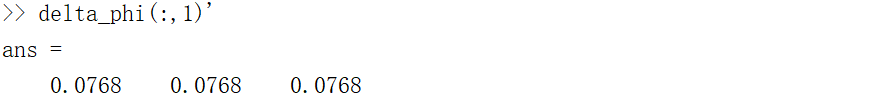 >> delta_phi(:,1)'
ans =
0.0768 0.0768 0.0768